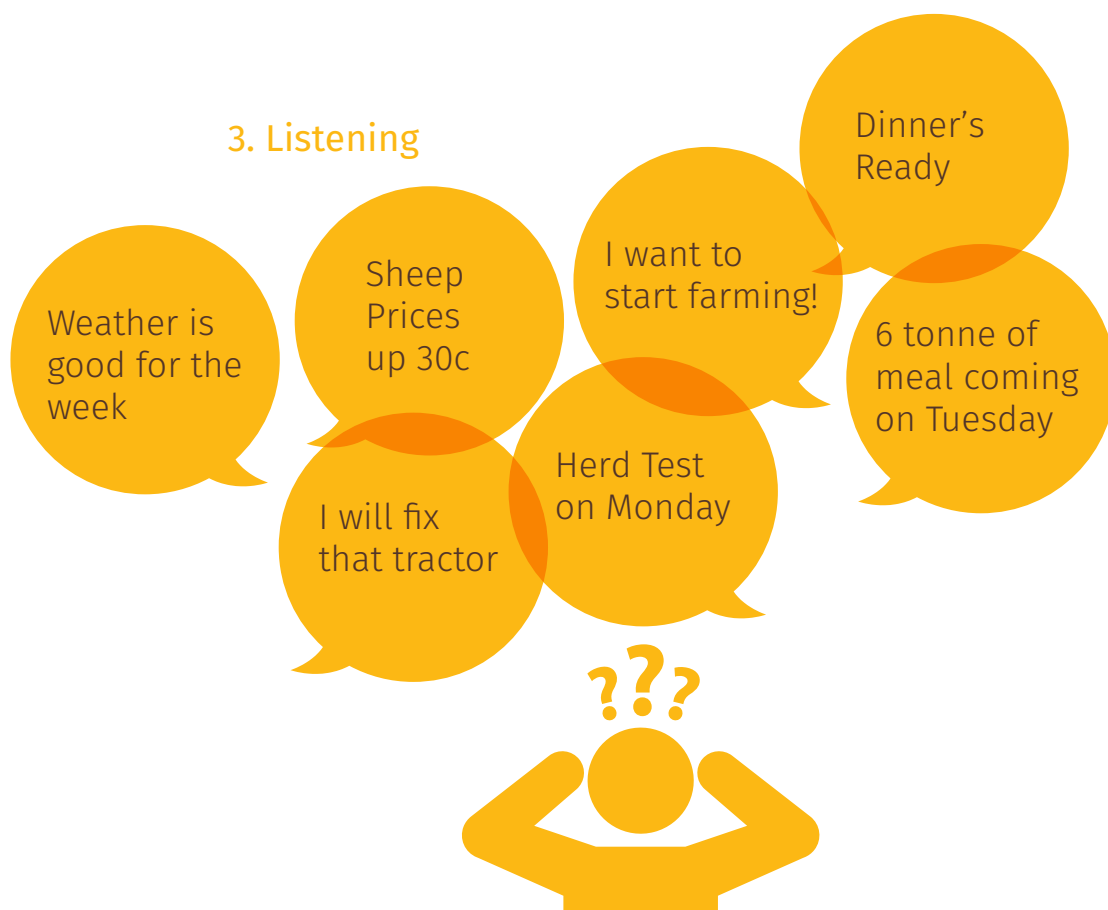 3. Listening
Dinner’s
Ready
I want to
start farming!
Sheep
Prices
up 30c
Weather is
good for the
week
6 tonne of
meal coming
on Tuesday
Herd Test
on Monday
I will fix
that tractor
???